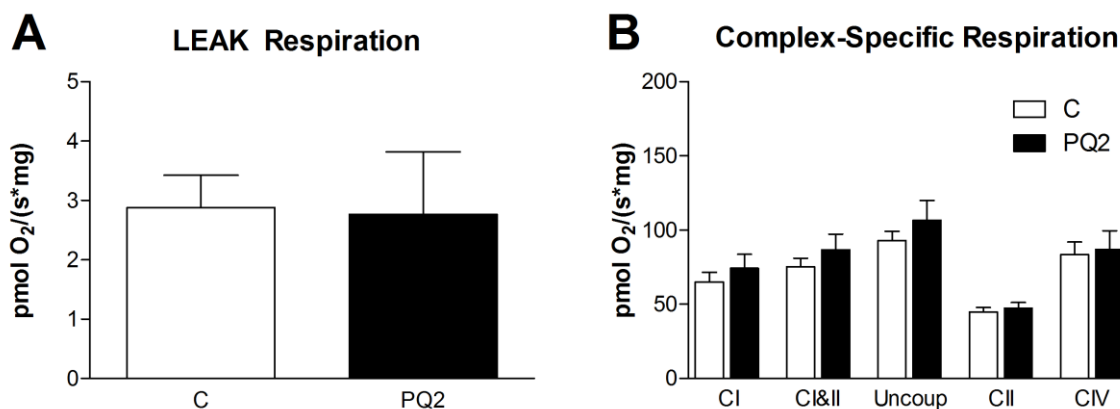 A
LEAK Respiration
pmol O₂/(s*mg)
5
4
3
2
1
0
C
PQ2
B
Complex-Specific Respiration
pmol O₂/(s*mg)
200
150
100
50
0
C
PQ2
CI
CI&II
Uncoup
CII
CIV